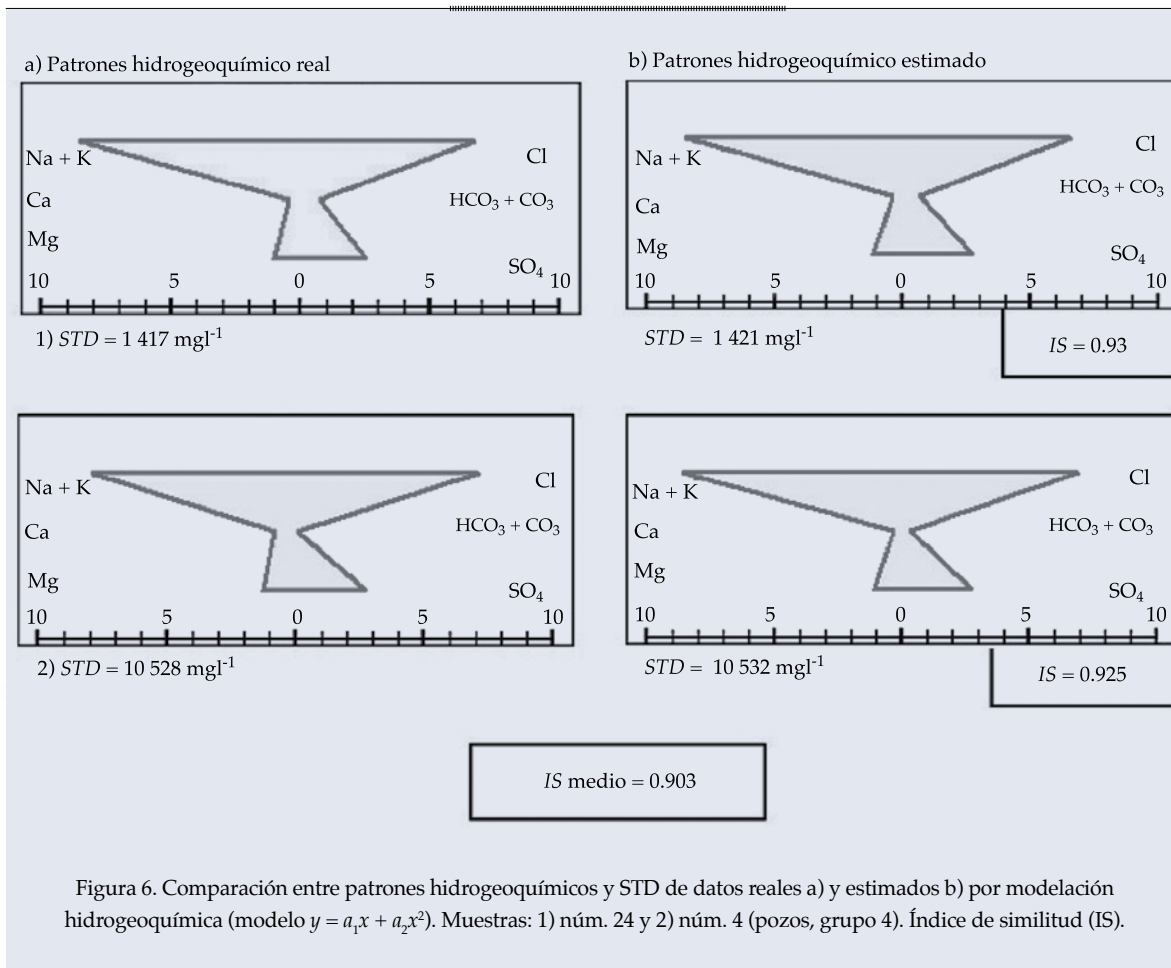 a) Patrones hidrogeoquímico real
Na + K
Cl
Ca
HCO₃ + CO₃
Mg
SO₄
10 5 0 5 10
1) STD = 1 417 mgl⁻¹
b) Patrones hidrogeoquímico estimado
Na + K
Cl
HCO₃ + CO₃
Ca
Mg
SO₄
10 5 0 5 10
STD = 1 421 mgl⁻¹
IS = 0.93
Na + K
Cl
Ca
HCO₃ + CO₃
Mg
SO₄
10 5 0 5 10
2) STD = 10 528 mgl⁻¹
Na + K
Cl
Ca
HCO₃ + CO₃
Mg
SO₄
10 5 0 5 10
STD = 10 532 mgl⁻¹
IS = 0.925
IS medio = 0.903
Figura 6. Comparación entre patrones hidrogeoquímicos y STD de datos reales a) y estimados b) por modelación
hidrogeoquímica (modelo y = a₁x + a₂x²). Muestras: 1) núm. 24 y 2) núm. 4 (pozos, grupo 4). Índice de similitud (IS).